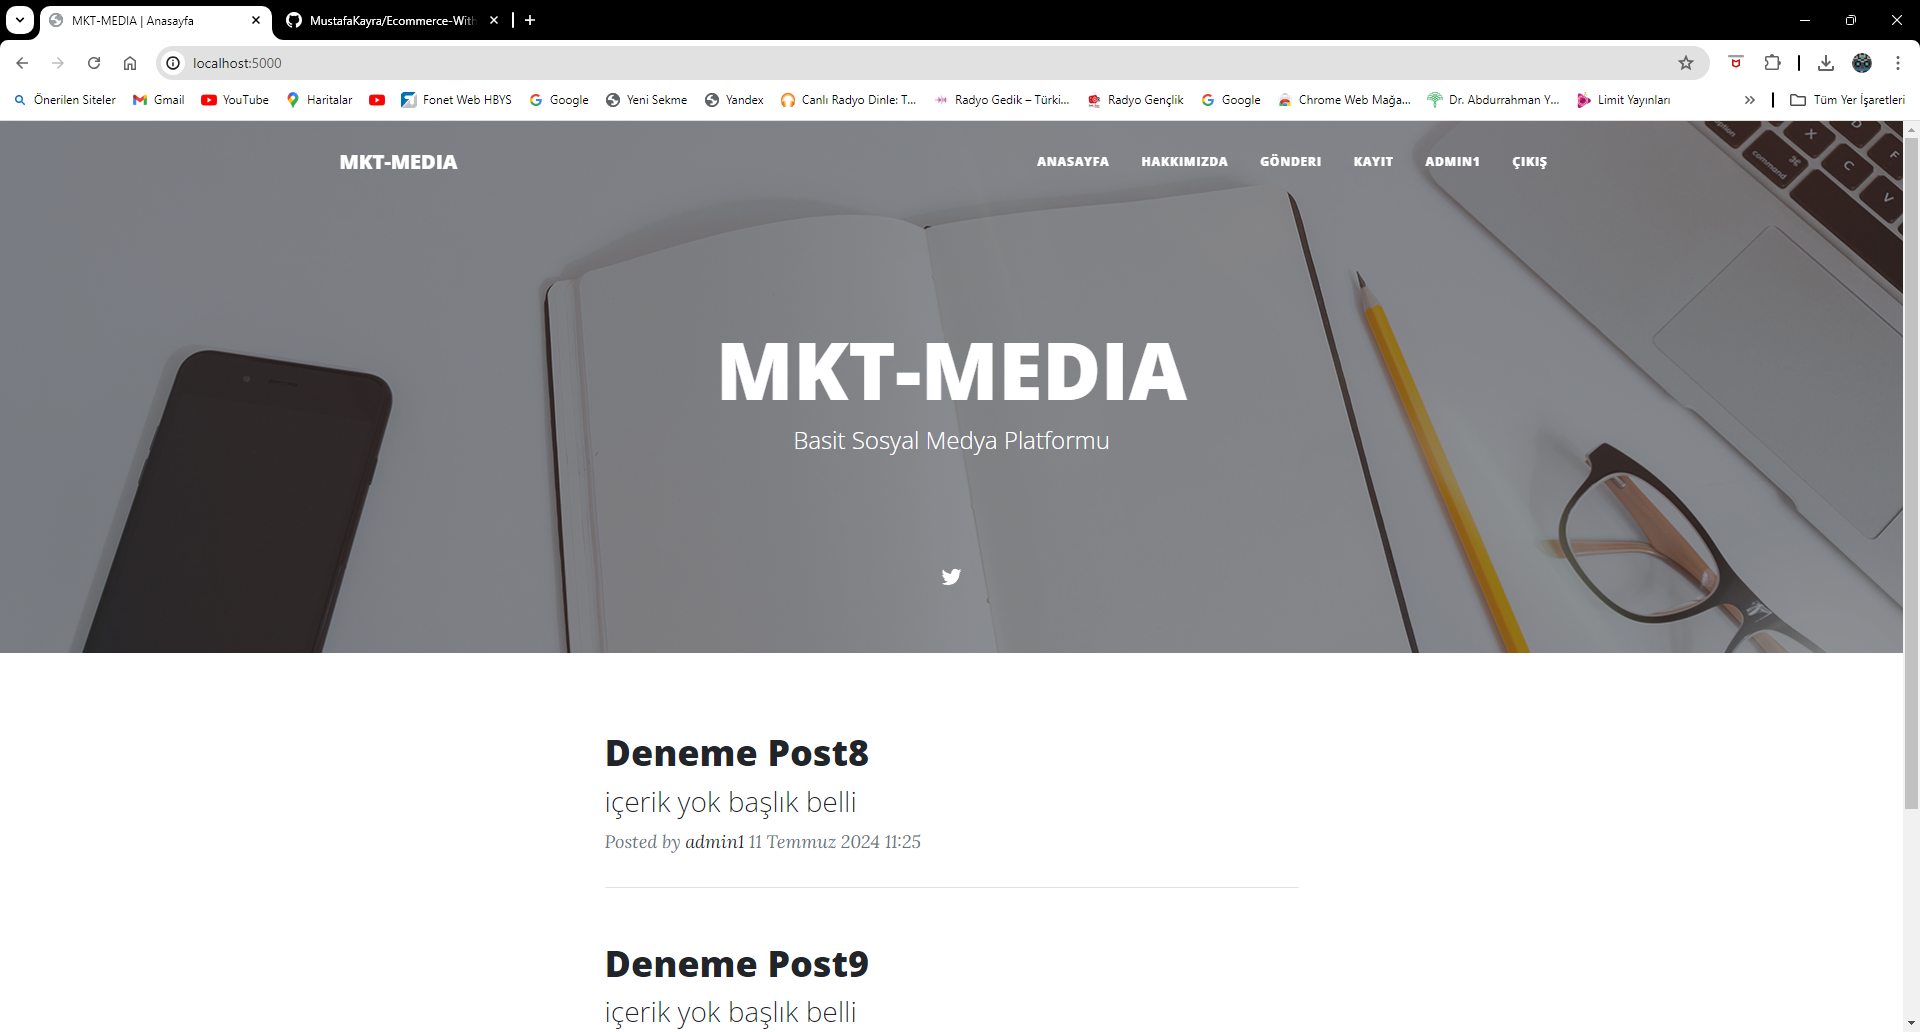 MKT-MEDIA | Anasayfa
MustafaKayra/Ecommerce-With
localhost:5000
Önerilen Siteler Gmail YouTube Haritalar Fonet Web HBYS Google Yeni Sekme Yandex Canlı Radyo Dinle: T... Radyo Gedik – Türki... Radyo Gençlik Google Chrome Web Mağa... Dr. Abdurrahman Y... Limit Yayınları Tüm Yer İşaretleri
MKT-MEDIA ANASAYFA HAKKIMIZDA GÖNDERI KAYIT ADMIN1 ÇIKIŞ
option
command
X
D
F
C
V
MKT-MEDIA
Basit Sosyal Medya Platformu
Deneme Post8
içerik yok başlık belli
Posted by admin1 11 Temmuz 2024 11:25
Deneme Post9
içerik yok başlık belli